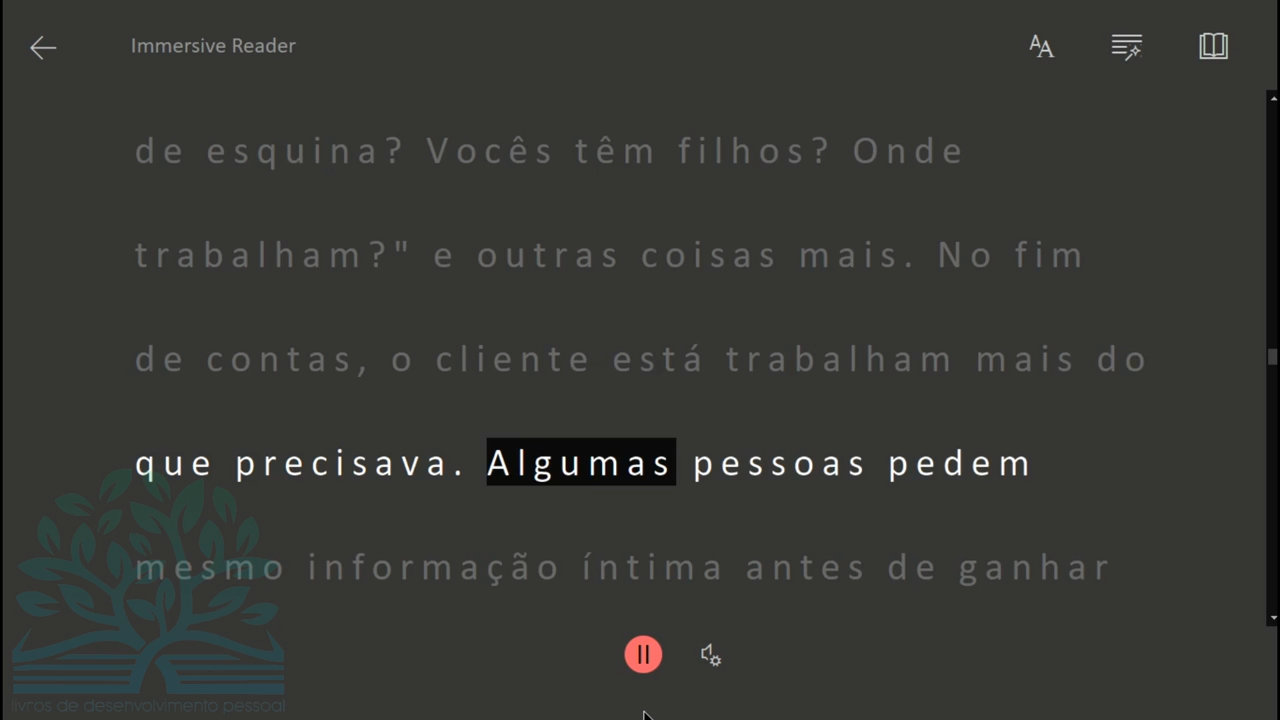 Immersive Reader
de esquina? Vocês têm filhos? Onde
trabalham?" e outras coisas mais. No fim
de contas, o cliente está trabalham mais do
que precisava. Algumas pessoas pedem
mesmo informação íntima antes de ganhar
livros de desenvolvimento pessoal